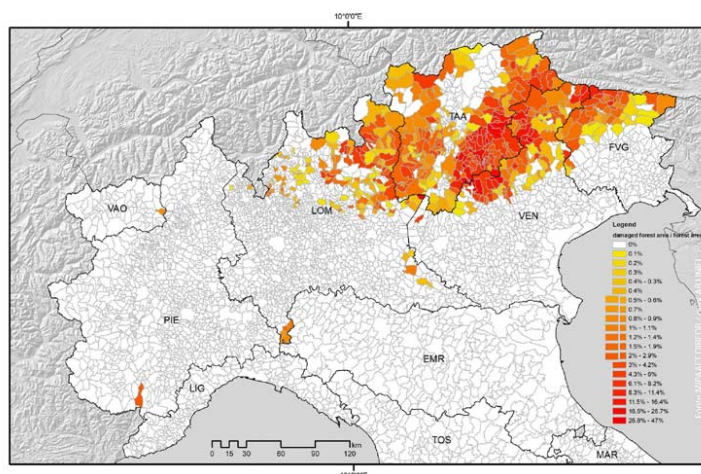 10°0'0"E
TAA
FVG
VAO
LOM
VEN
Legend
damaged forest area / forest area
0%
0.1%
0.2%
0.3%
0.4% - 0.3%
0.4%
0.5% - 0.6%
0.7%
0.8% - 0.9%
1% - 1.1%
1.2% - 1.4%
1.5% - 1.9%
2% - 2.9%
3% - 4.2%
4.3% - 6%
6.1% - 8.2%
8.3% - 11.4%
11.5% - 16.4%
16.5% - 25.7%
25.8% - 47%
PIE
EMR
LIG
0 15 30 60 90 120
km
TOS
MAR